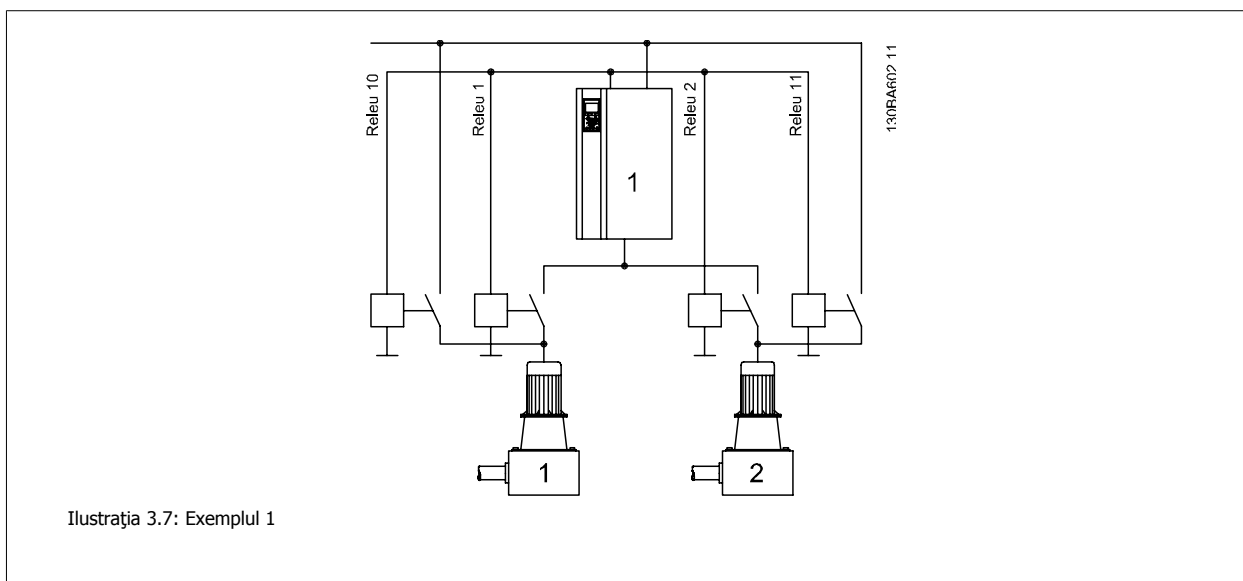 Releu 10
Releu 1
Releu 2
Releu 11
130BA602.11
1
1
2
Ilustraţia 3.7: Exemplul 1